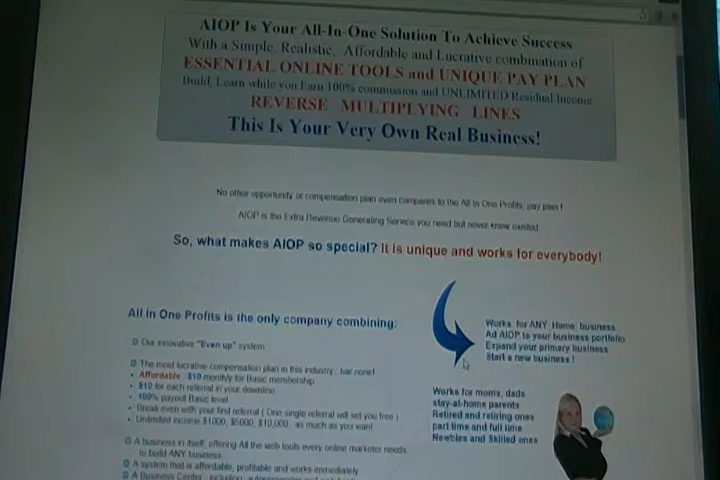 AIOP Is Your All-In-One Solution To Achieve Success
With a Simple, Realistic, Affordable and Lucrative combination of
ESSENTIAL ONLINE TOOLS and UNIQUE PAY PLAN
Build, Learn while you Earn 100% commission and UNLIMITED Residual Income
REVERSE MULTIPLYING LINES
This Is Your Very Own Real Business!
No other opportunity or compensation plan even compares to the All In One Profits pay plan!
AIOP is the Extra Revenue Generating Service you need but never knew existed
So, what makes AIOP so special? It is unique and works for everybody!
All In One Profits is the only company combining:
Our innovative "Even up" system
The most lucrative compensation plan in this industry.. bar none!
Affordable $10 monthly for Basic membership
$10 for each referral in your downline
100% payout Basic level
Break even with your first referral ( One single referral will set you free )
Unlimited income $1000, $5000, $10,000.. as much as you want
A business in itself, offering All the web tools every online marketer needs
to build ANY business
A system that is affordable, profitable and works immediately
A Business Center, including, autoresponder and
Works for ANY Home business
Ad AIOP to your business portfolio
Expand your primary business
Start a new business !
Works for moms, dads
stay-at-home parents
Retired and retiring ones
part time and full time
Newbies and Skilled ones